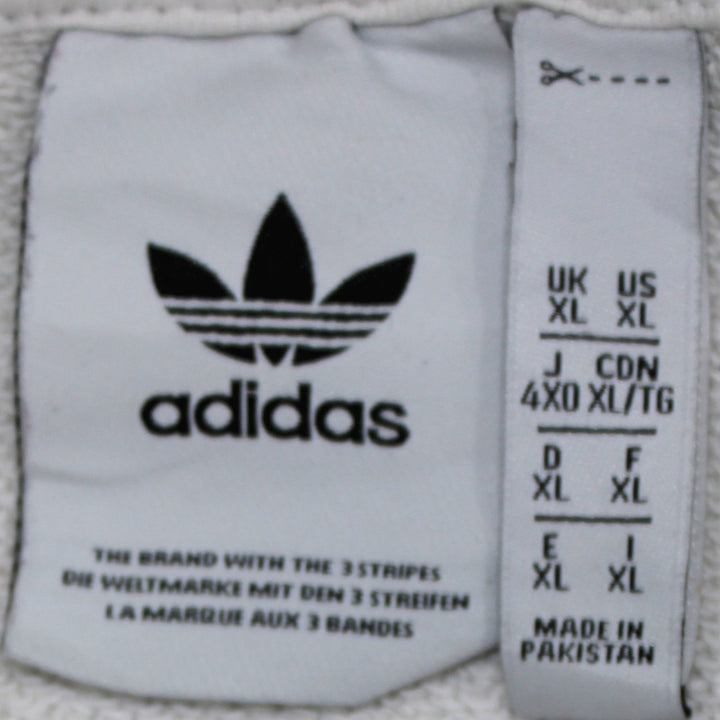 adidas
THE BRAND WITH THE 3 STRIPES
DIE WELTMARKE MIT DEN 3 STREIFEN
LA MARQUE AUX 3 BANDES
UK US
XL XL
J CDN
4XO XL/TG
D F
XL XL
E I
XL XL
MADE IN
PAKISTAN